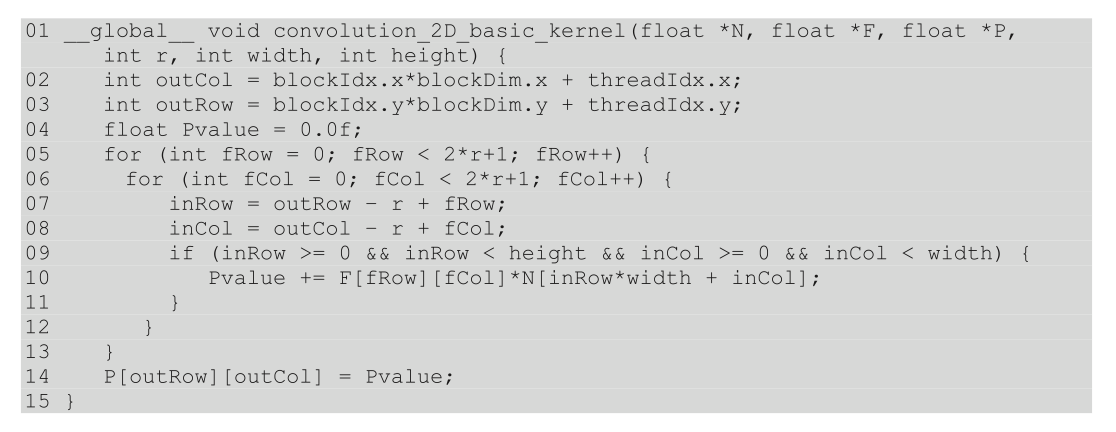 01 __global__ void convolution_2D_basic_kernel(float *N, float *F, float *P,
int r, int width, int height) {
02 int outCol = blockIdx.x*blockDim.x + threadIdx.x;
03 int outRow = blockIdx.y*blockDim.y + threadIdx.y;
04 float Pvalue = 0.0f;
05 for (int fRow = 0; fRow < 2*r+1; fRow++) {
06 for (int fCol = 0; fCol < 2*r+1; fCol++) {
07 inRow = outRow – r + fRow;
08 inCol = outCol – r + fCol;
09 if (inRow >= 0 && inRow < height && inCol >= 0 && inCol < width) {
10 Pvalue += F[fRow][fCol]*N[inRow*width + inCol];
11 }
12 }
13 }
14 P[outRow][outCol] = Pvalue;
15 }